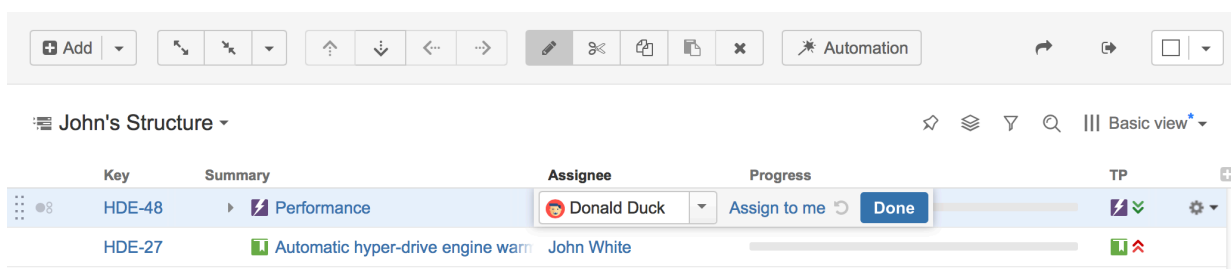 Add Automation
John's Structure Basic view*
Key Summary Assignee Progress TP
HDE-48 Performance Donald Duck Assign to me Done
HDE-27 Automatic hyper-drive engine warm John White